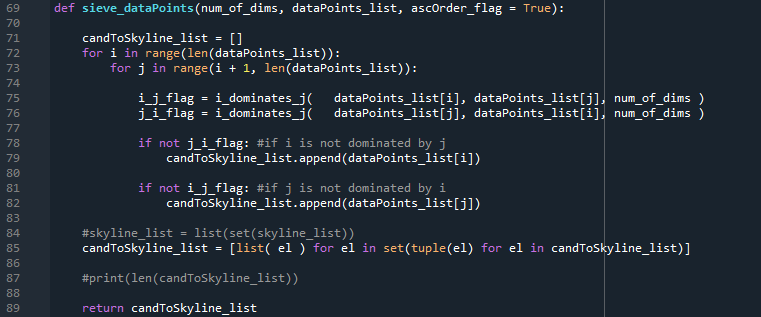 69 def sieve_dataPoints(num_of_dims, dataPoints_list, ascOrder_flag = True):
70
71     candToSkyline_list = []
72     for i in range(len(dataPoints_list)):
73         for j in range(i + 1, len(dataPoints_list)):
74
75             i_j_flag = i_dominates_j(   dataPoints_list[i], dataPoints_list[j], num_of_dims )
76             j_i_flag = i_dominates_j(   dataPoints_list[j], dataPoints_list[i], num_of_dims )
77
78             if not j_i_flag: #if i is not dominated by j
79                 candToSkyline_list.append(dataPoints_list[i])
80
81             if not i_j_flag: #if j is not dominated by i
82                 candToSkyline_list.append(dataPoints_list[j])
83
84     #skyline_list = list(set(skyline_list))
85     candToSkyline_list = [list( el ) for el in set(tuple(el) for el in candToSkyline_list)]
86
87     #print(len(candToSkyline_list))
88
89     return candToSkyline_list